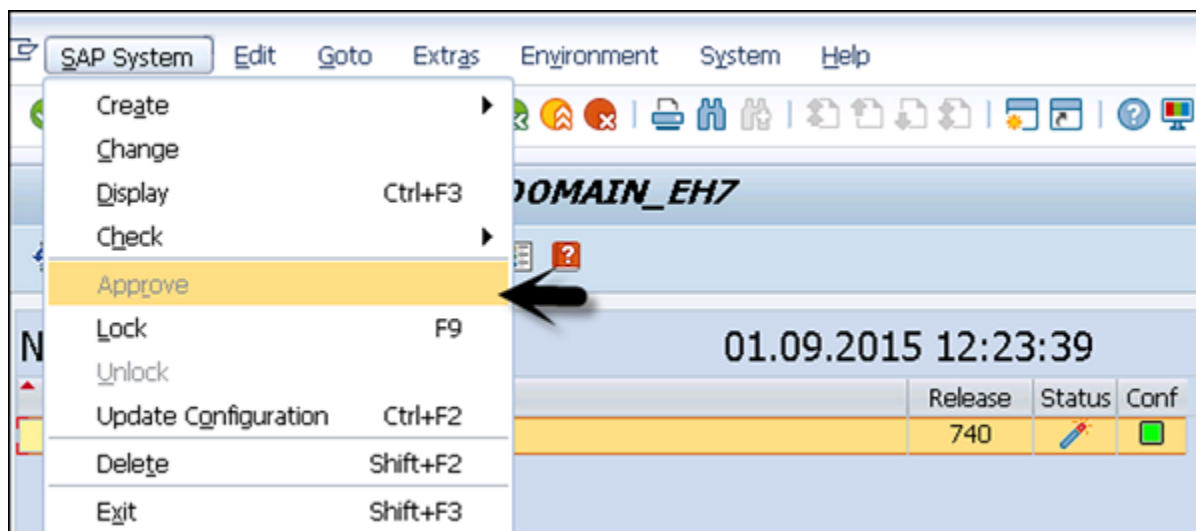 SAP System Edit Goto Extras Environment System Help
Create
Change
Display Ctrl+F3
DOMAIN_EH7
Check
Approve
Lock F9
01.09.2015 12:23:39
Unlock
Release Status Conf
Update Configuration Ctrl+F2
740
Delete Shift+F2
Exit Shift+F3